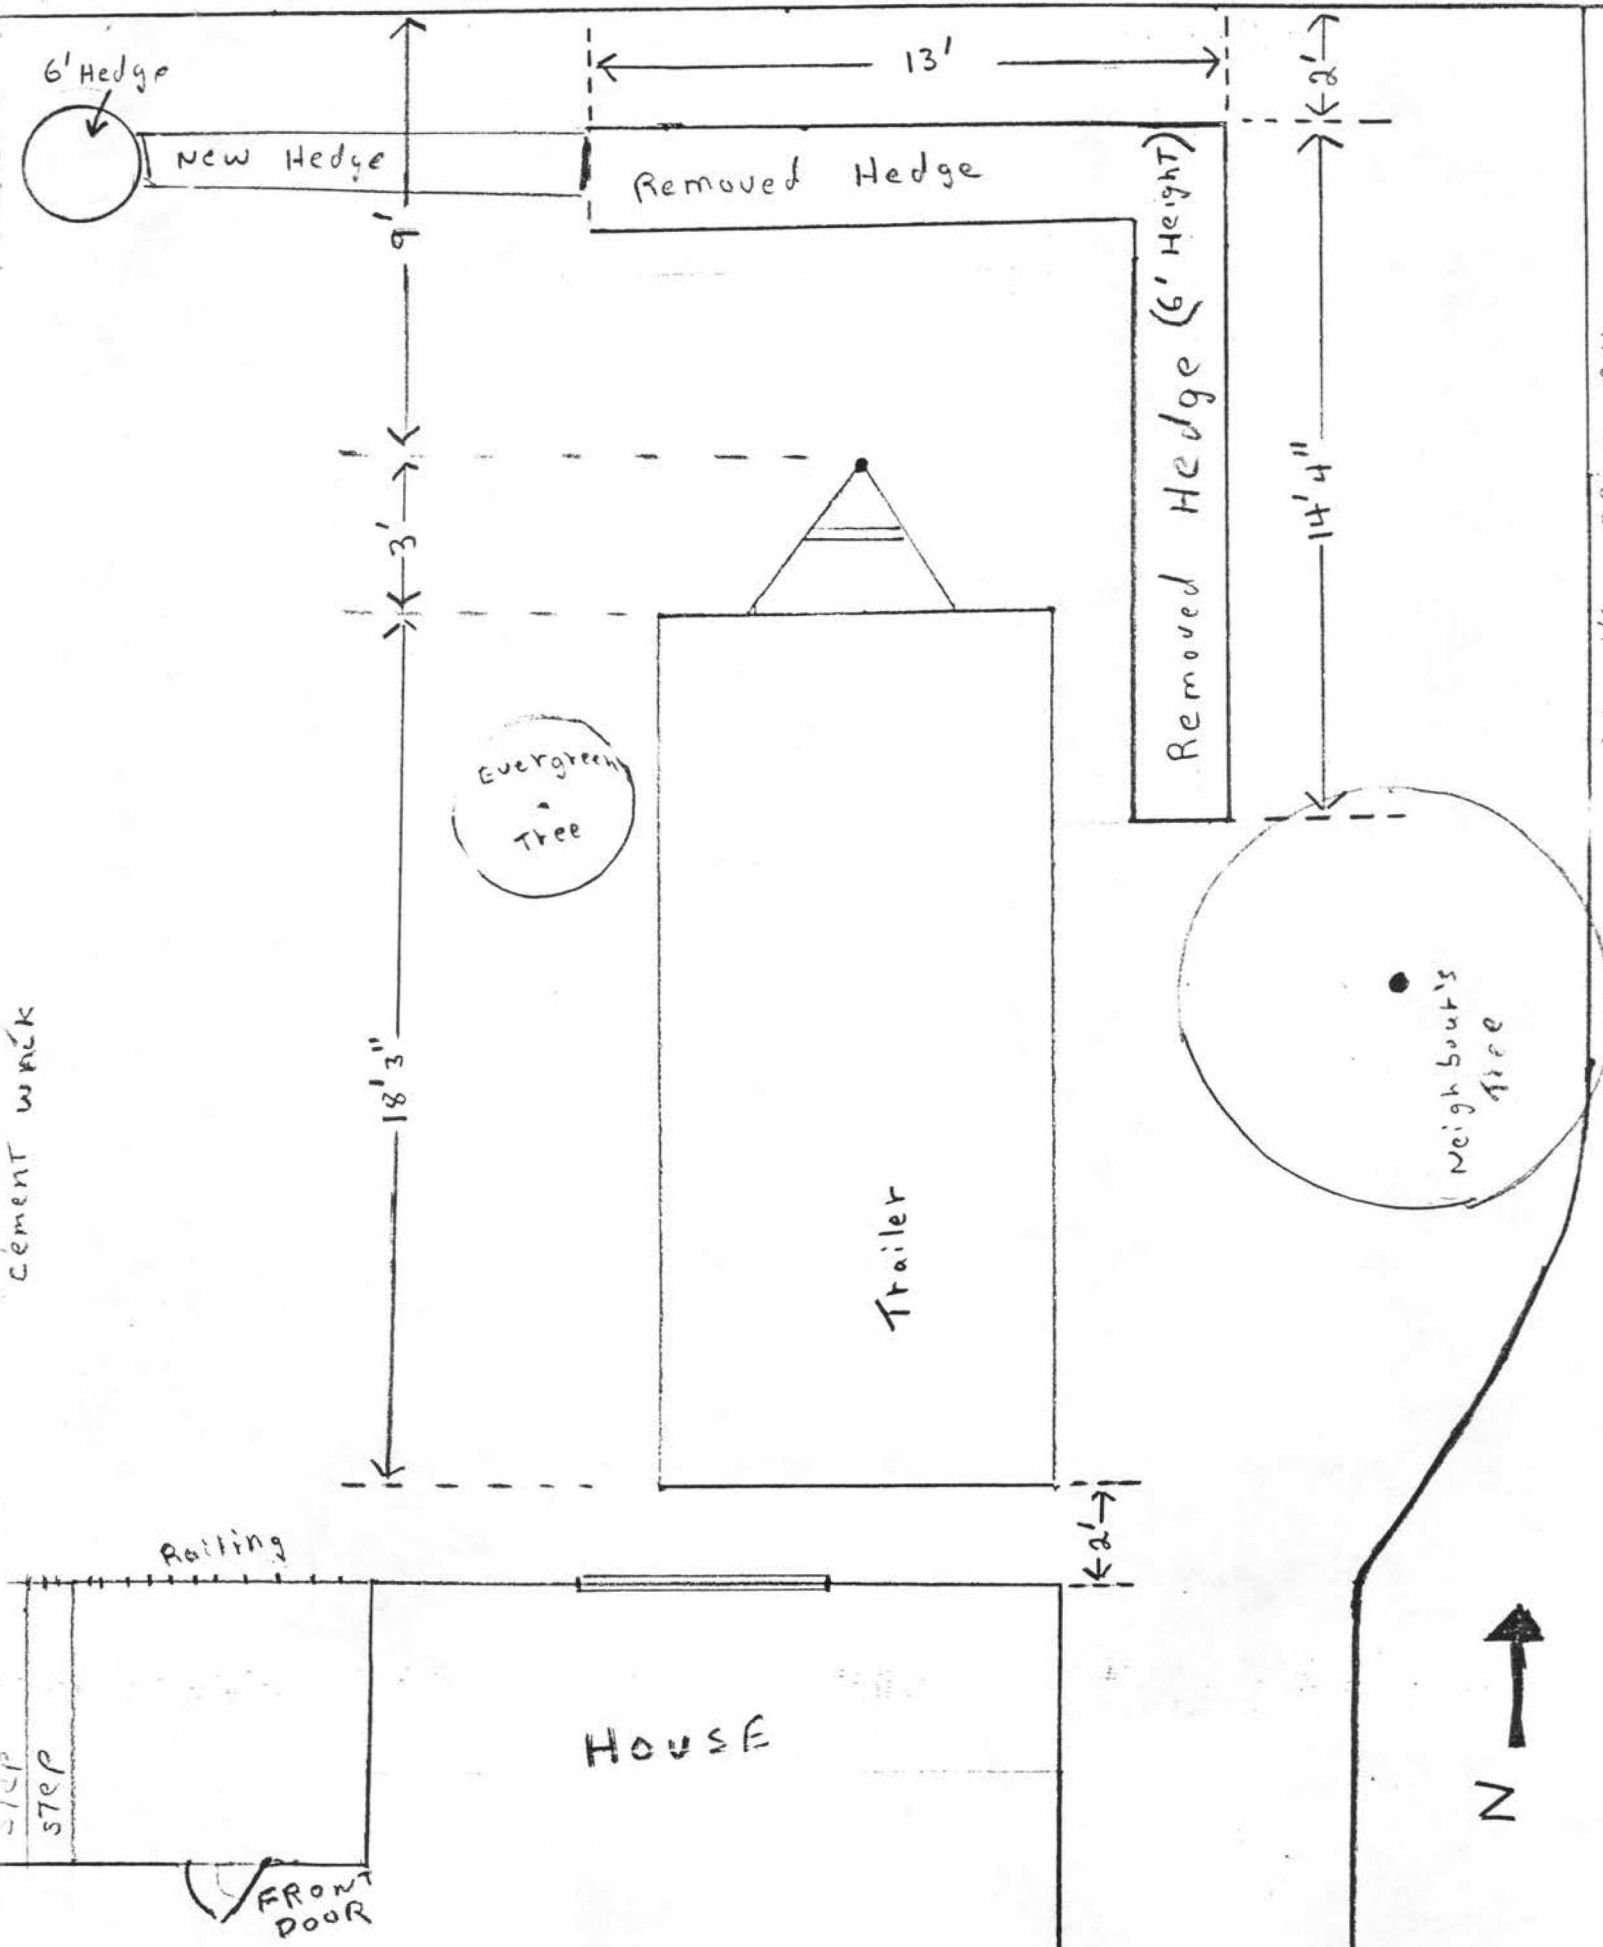 6' Hedge
13'
2'
New Hedge
Removed Hedge
Removed Hedge (6' Height)
9'
3'
14' 4"
Evergreen
Tree
Neighbour's
Tree
Cement walk
18' 3"
Trailer
2'
Railing
HOUSE
STEP
STEP
FRONT
DOOR
N